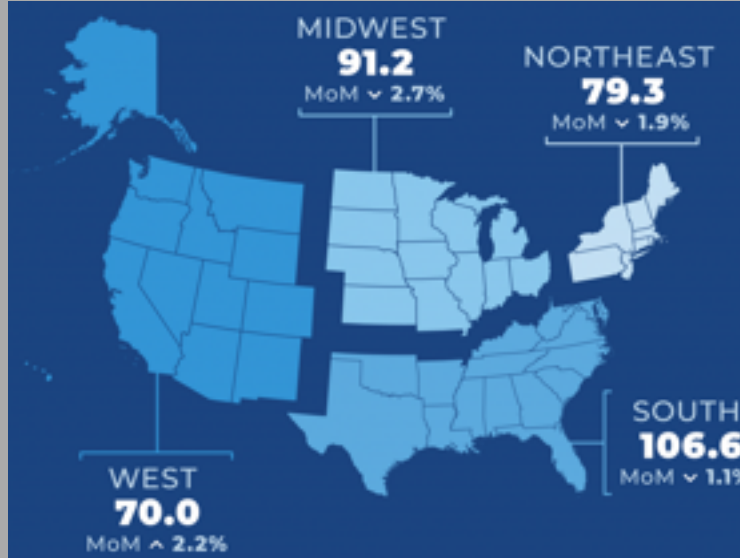 MIDWEST
91.2
MoM ⌄ 2.7%
NORTHEAST
79.3
MoM ⌄ 1.9%
SOUTH
106.6
MoM ⌄ 1.1%
WEST
70.0
MoM ⌃ 2.2%